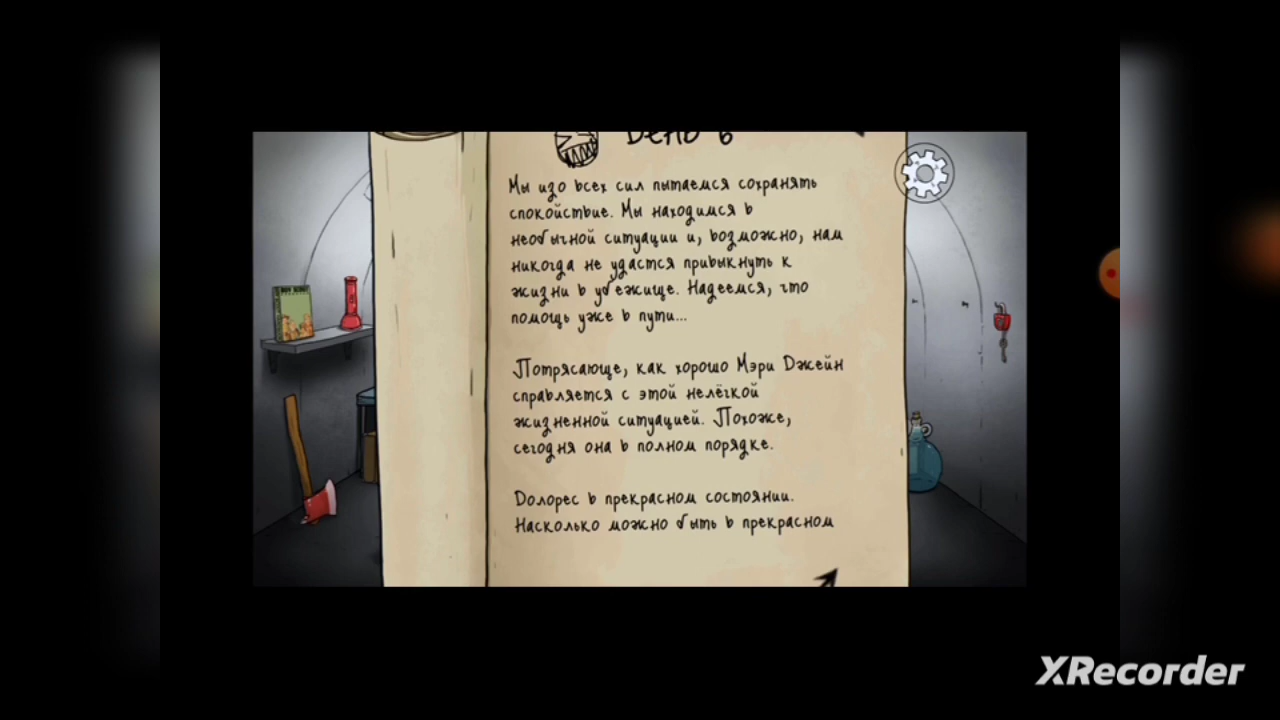 День 6
Мы изо всех сил пытаемся сохранять
спокойствие. Мы находимся в
необычной ситуации и, возможно, нам
никогда не удастся привыкнуть к
жизни в убежище. Надеемся, что
помощь уже в пути...
Потрясающе, как хорошо Мэри Джейн
справляется с этой нелёгкой
жизненной ситуацией. Похоже,
сегодня она в полном порядке.
Долорес в прекрасном состоянии.
Насколько можно быть в прекрасном
XRecorder